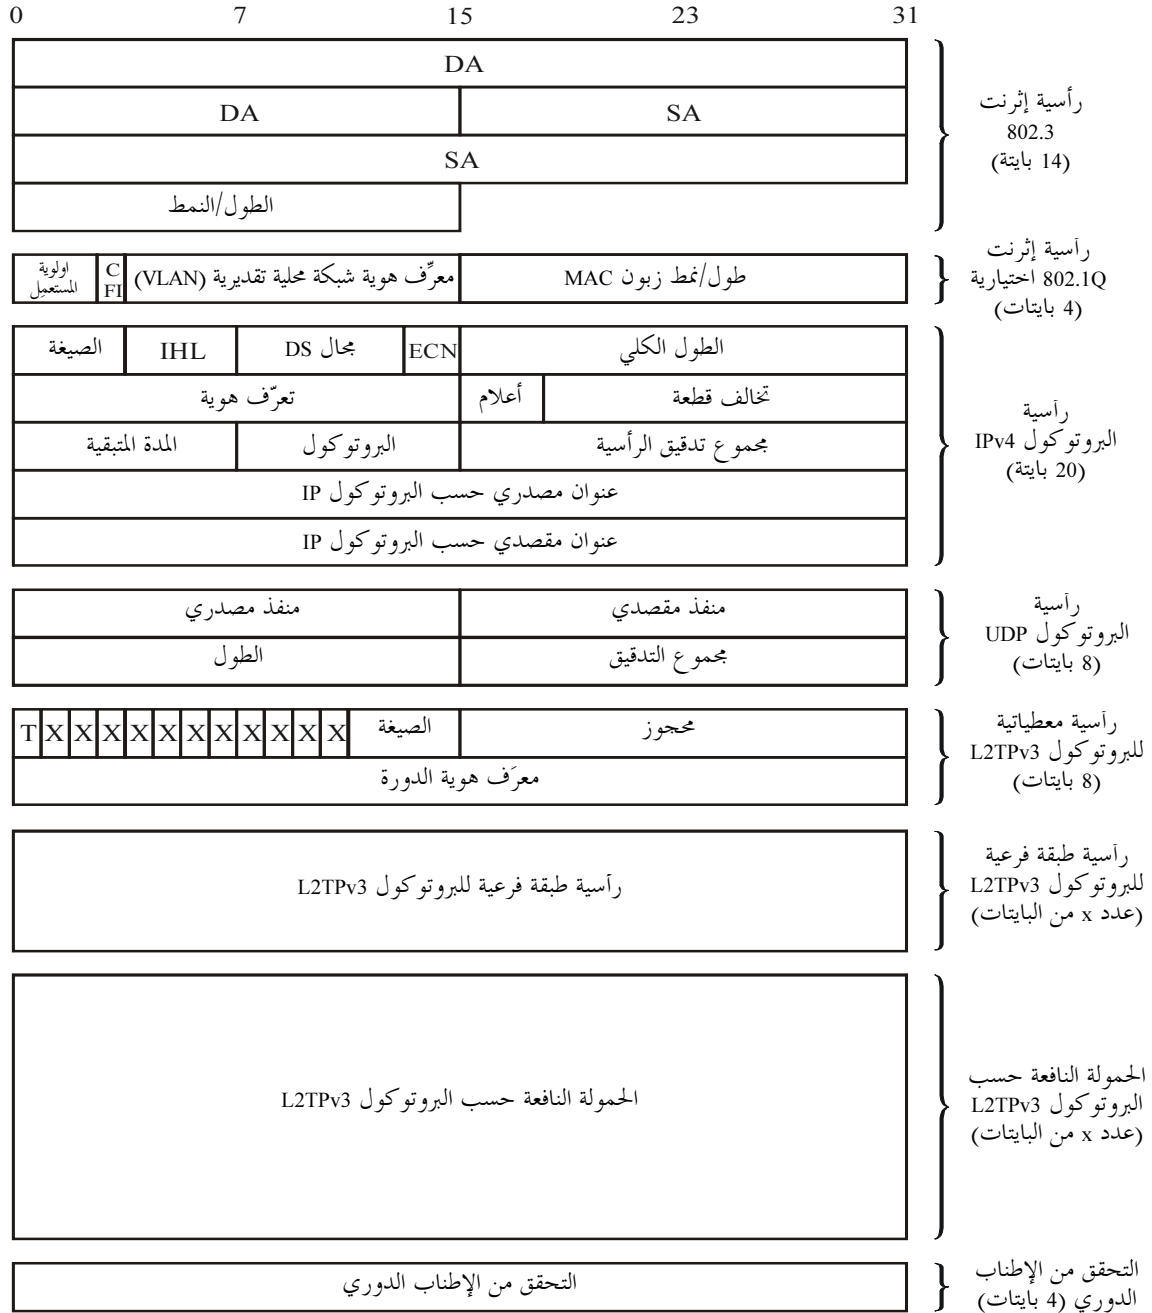 0 7 15 23 31
DA
DA SA
SA
الطول/النمط
رأسية إثرنت
802.3
(14 بايتة)
اولوية
المستعمِل
C
FI
معرِّف هوية شبكة محلية تقديرية (VLAN)
طول/نمط زبون MAC
رأسية إثرنت
802.1Q اختيارية
(4 بايتات)
الصيغة IHL مجال DS ECN الطول الكلي
تعرّف هوية أعلام تخالف قطعة
المدة المتبقية البروتوكول مجموع تدقيق الرأسية
عنوان مصدري حسب البروتوكول IP
عنوان مقصدي حسب البروتوكول IP
رأسية
البروتوكول IPv4
(20 بايتة)
منفذ مصدري منفذ مقصدي
الطول مجموع التدقيق
رأسية
البروتوكول UDP
(8 بايتات)
T X X X X X X X X X X X الصيغة محجوز
معرَف هوية الدورة
رأسية معطياتية
للبروتوكول L2TPv3
(8 بايتات)
رأسية طبقة فرعية للبروتوكول L2TPv3
رأسية طبقة فرعية
للبروتوكول L2TPv3
(عدد x من البايتات)
الحمولة النافعة حسب البروتوكول L2TPv3
الحمولة النافعة حسب
البروتوكول L2TPv3
(عدد x من البايتات)
التحقق من الإطناب الدوري
التحقق من الإطناب
الدوري (4 بايتات)